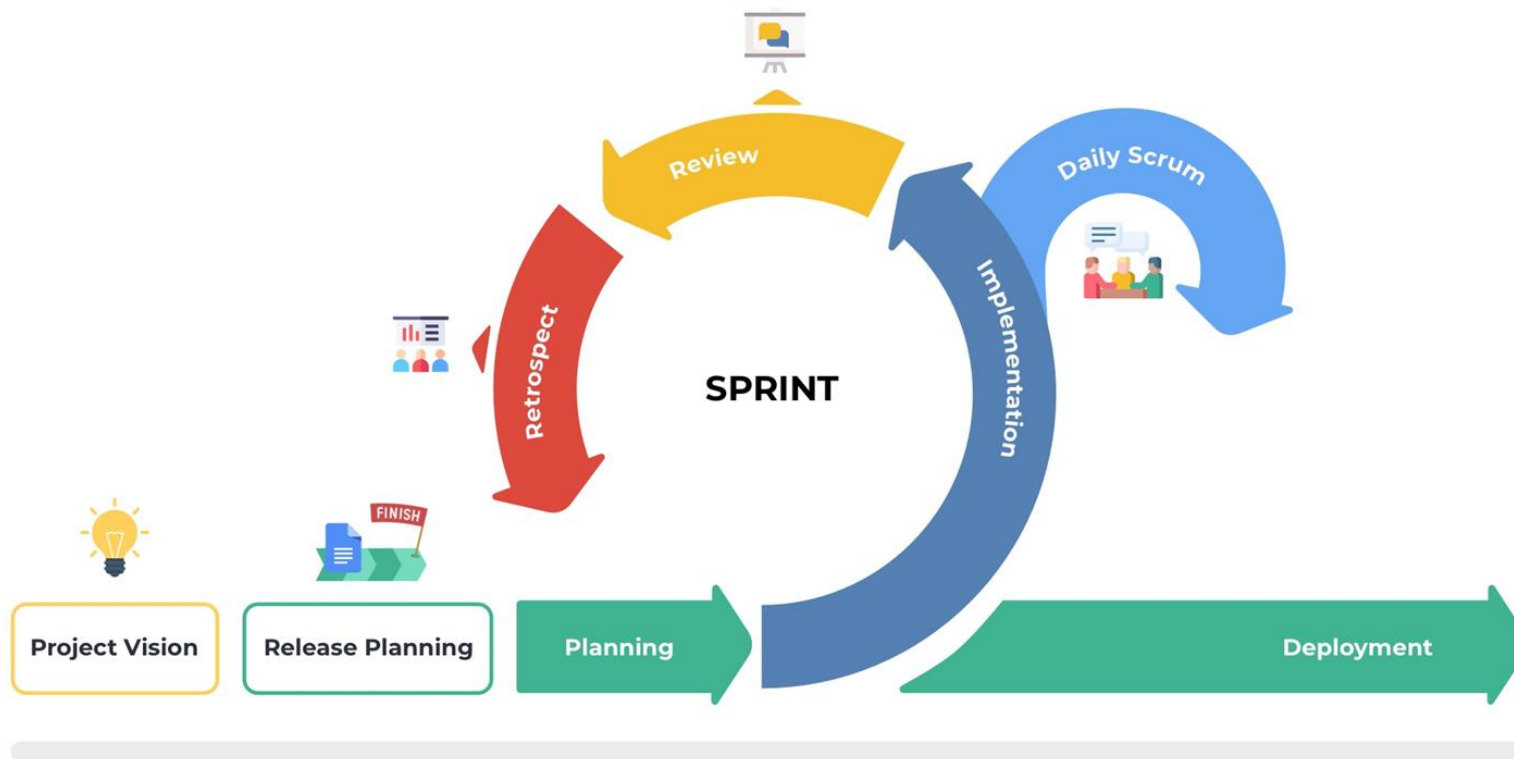 Review
Daily Scrum
Implementation
Retrospect
SPRINT
FINISH
Project Vision
Release Planning
Planning
Deployment